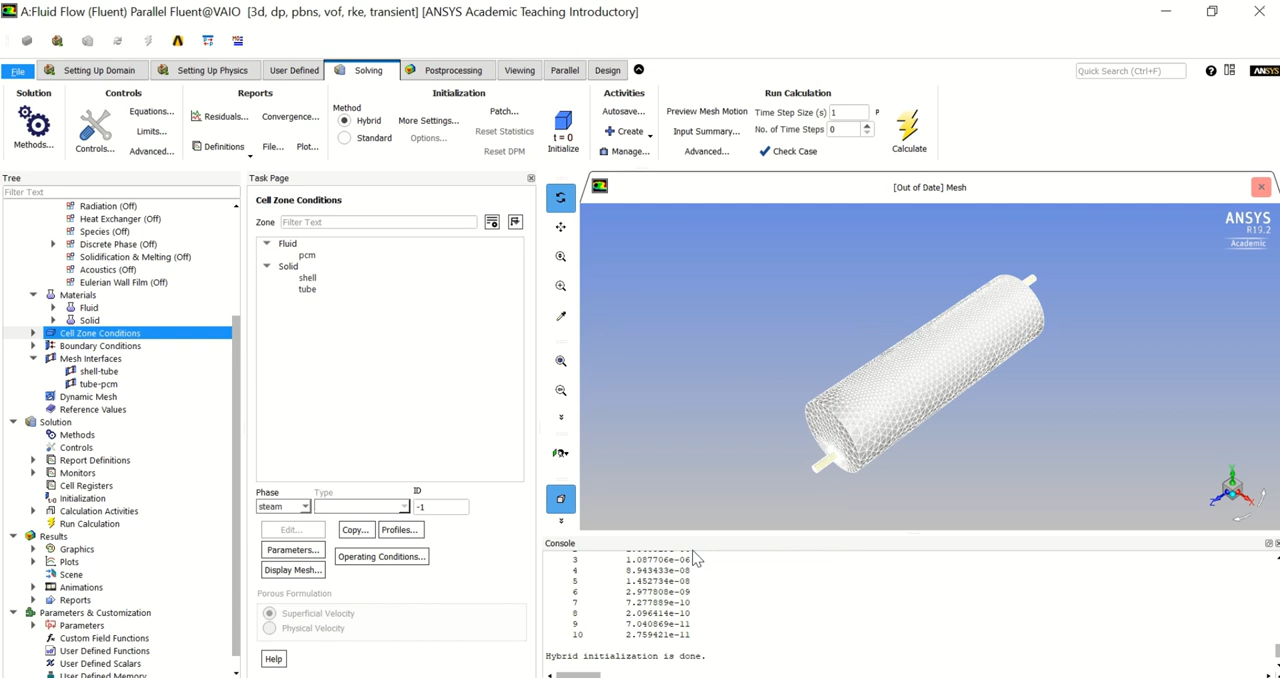 A:Fluid Flow (Fluent) Parallel Fluent@VAIO [3d, dp, pbns, vof, rke, transient] [ANSYS Academic Teaching Introductory]
File Setting Up Domain Setting Up Physics User Defined Solving Postprocessing Viewing Parallel Design Quick Search (Ctrl+F) ANSYS
Solution Controls Reports Initialization Activities Run Calculation
Methods...
Controls...
Equations...
Limits...
Advanced...
Residuals... Convergence...
Definitions File... Plot...
Method
Hybrid
Standard
More Settings...
Options...
Patch...
Reset Statistics
Reset DPM
t = 0
Initialize
Autosave...
Create
Manage...
Preview Mesh Motion
Input Summary...
Advanced...
Time Step Size (s) 1 P
No. of Time Steps 0
Check Case
Calculate
Tree
Filter Text
Radiation (Off)
Heat Exchanger (Off)
Species (Off)
Discrete Phase (Off)
Solidification & Melting (Off)
Acoustics (Off)
Eulerian Wall Film (Off)
Materials
Fluid
Solid
Cell Zone Conditions
Boundary Conditions
Mesh Interfaces
shell-tube
tube-pcm
Dynamic Mesh
Reference Values
Solution
Methods
Controls
Report Definitions
Monitors
Cell Registers
Initialization
Calculation Activities
Run Calculation
Results
Graphics
Plots
Scene
Animations
Reports
Parameters & Customization
Parameters
Custom Field Functions
User Defined Functions
User Defined Scalars
User Defined Memory
Task Page
Cell Zone Conditions
Zone Filter Text
Fluid
pcm
Solid
shell
tube
Phase Type ID
steam -1
Edit... Copy... Profiles...
Parameters... Operating Conditions...
Display Mesh...
Porous Formulation
Superficial Velocity
Physical Velocity
Help
[Out of Date] Mesh
ANSYS
R19.2
Academic
Y
Z X
Console
3 1.087706e-06
4 8.943433e-08
5 1.452734e-08
6 2.977808e-09
7 7.277889e-10
8 2.096414e-10
9 7.040869e-11
10 2.759421e-11
Hybrid initialization is done.